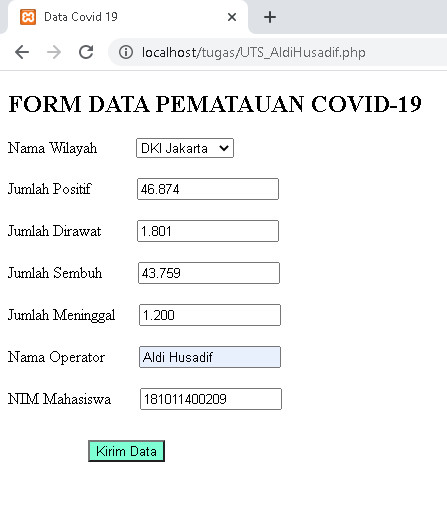 Data Covid 19
localhost/tugas/UTS_AldiHusadif.php
FORM DATA PEMATAUAN COVID-19
Nama Wilayah DKI Jakarta
Jumlah Positif 46.874
Jumlah Dirawat 1.801
Jumlah Sembuh 43.759
Jumlah Meninggal 1.200
Nama Operator Aldi Husadif
NIM Mahasiswa 181011400209
Kirim Data